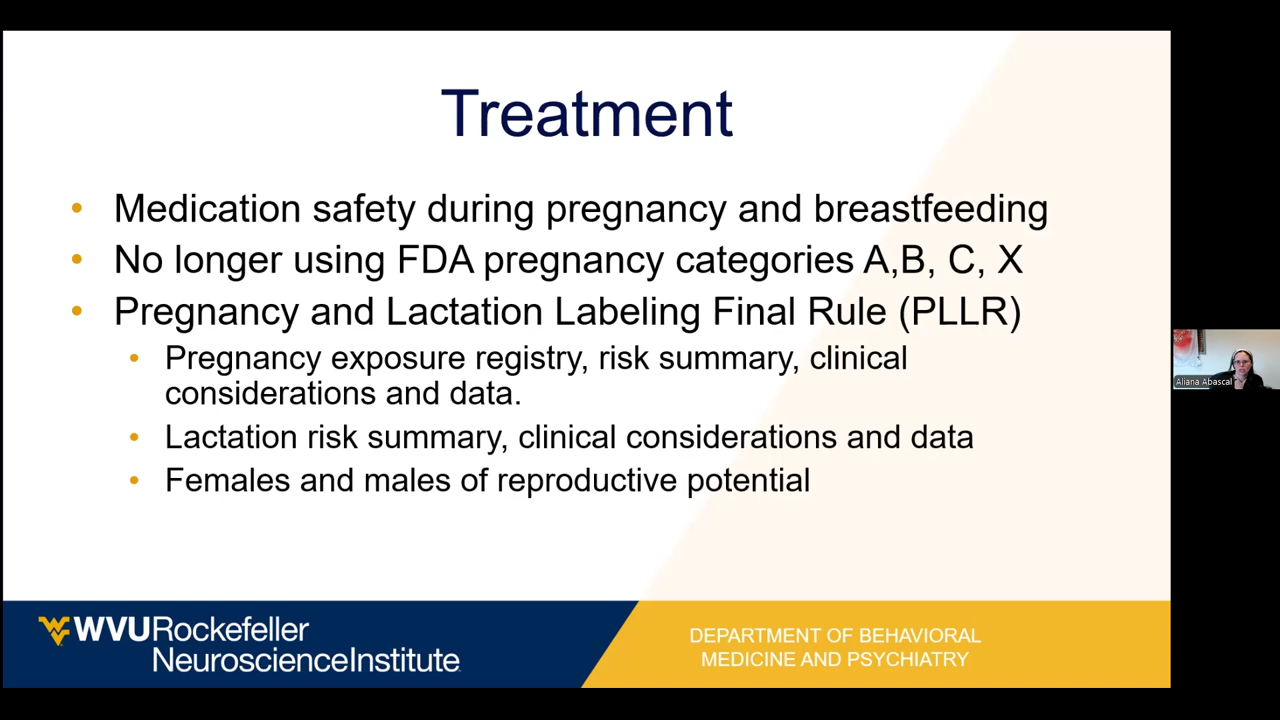 Treatment
• Medication safety during pregnancy and breastfeeding
• No longer using FDA pregnancy categories A,B, C, X
• Pregnancy and Lactation Labeling Final Rule (PLLR)
• Pregnancy exposure registry, risk summary, clinical
considerations and data.
• Lactation risk summary, clinical considerations and data
• Females and males of reproductive potential
Aliana Abascal
WVU Rockefeller
NeuroscienceInstitute
DEPARTMENT OF BEHAVIORAL
MEDICINE AND PSYCHIATRY